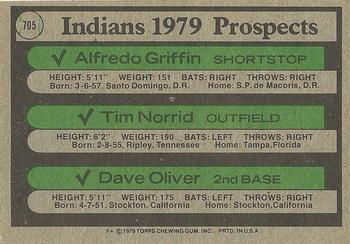 705
Indians 1979 Prospects
✓ Alfredo Griffin SHORTSTOP
HEIGHT: 5'11" WEIGHT: 151 BATS: RIGHT THROWS: RIGHT
Born: 3-6-57, Santo Domingo, D.R. Home: S.P. de Macoris, D.R.
✓ Tim Norrid OUTFIELD
HEIGHT: 6'2" WEIGHT: 190 BATS: LEFT THROWS: RIGHT
Born: 2-8-55, Ripley, Tennessee Home: Tampa, Florida
✓ Dave Oliver 2nd BASE
HEIGHT: 5'11" WEIGHT: 175 BATS: LEFT THROWS: RIGHT
Born: 4-7-51, Stockton, California Home: Stockton, California
F* © 1979 TOPPS CHEWING GUM, INC. PRTD. IN U.S.A.